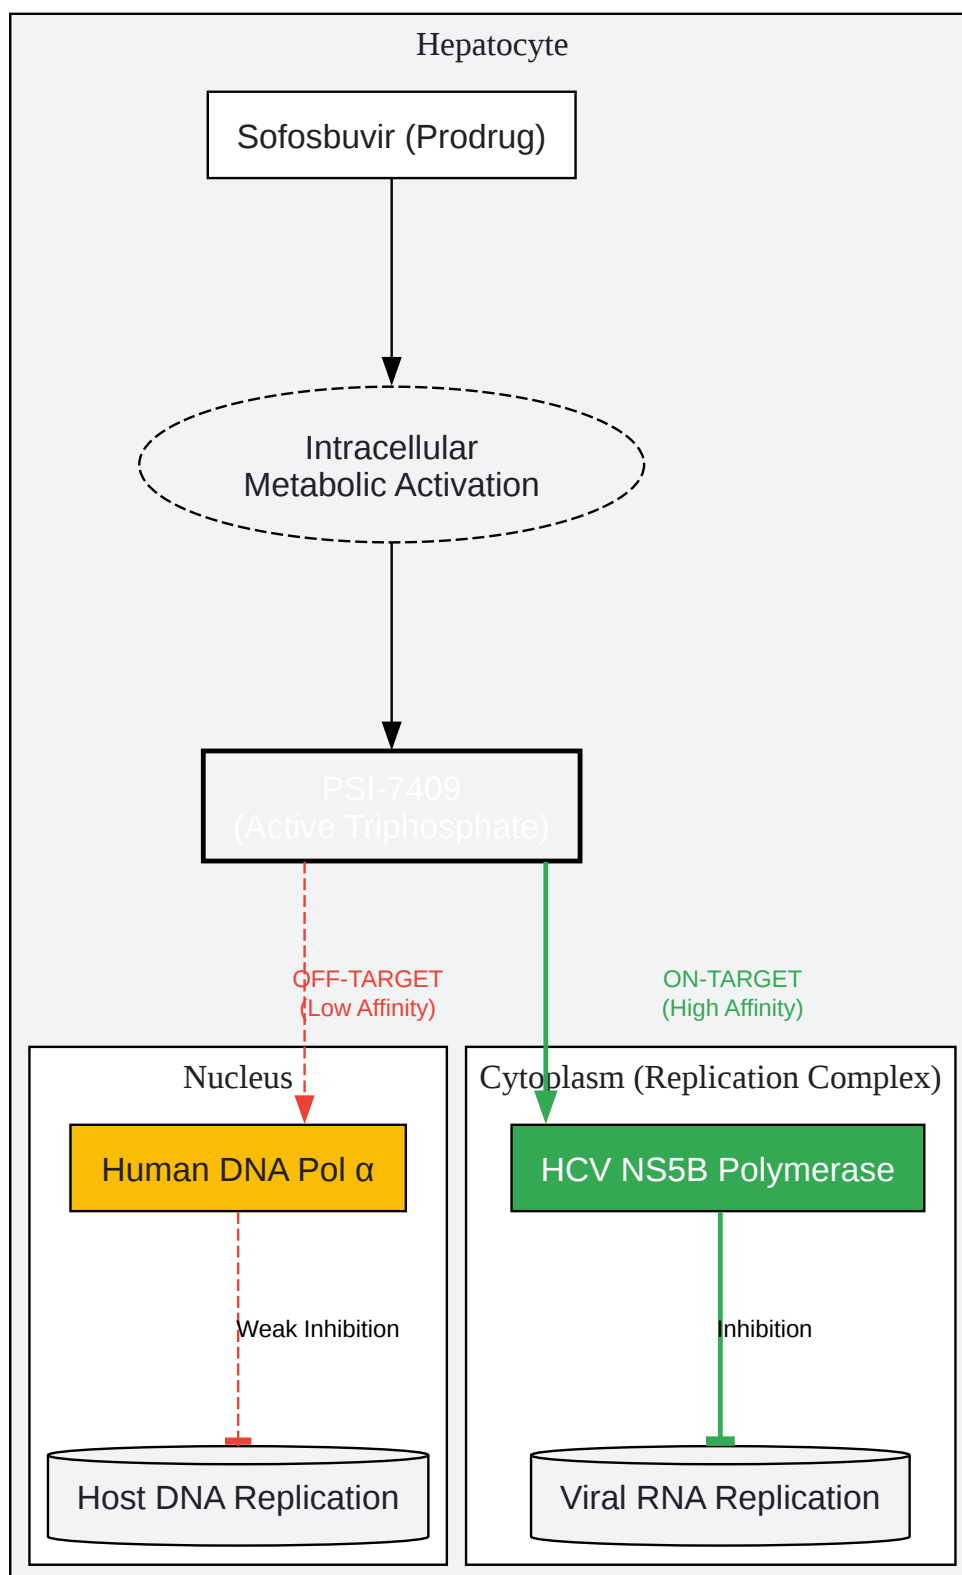 Hepatocyte
Sofosbuvir (Prodrug)
Intracellular
Metabolic Activation
PSI-7409
(Active Triphosphate)
OFF-TARGET
(Low Affinity)
ON-TARGET
(High Affinity)
Nucleus
Cytoplasm (Replication Complex)
Human DNA Pol α
HCV NS5B Polymerase
Weak Inhibition
Inhibition
Host DNA Replication
Viral RNA Replication